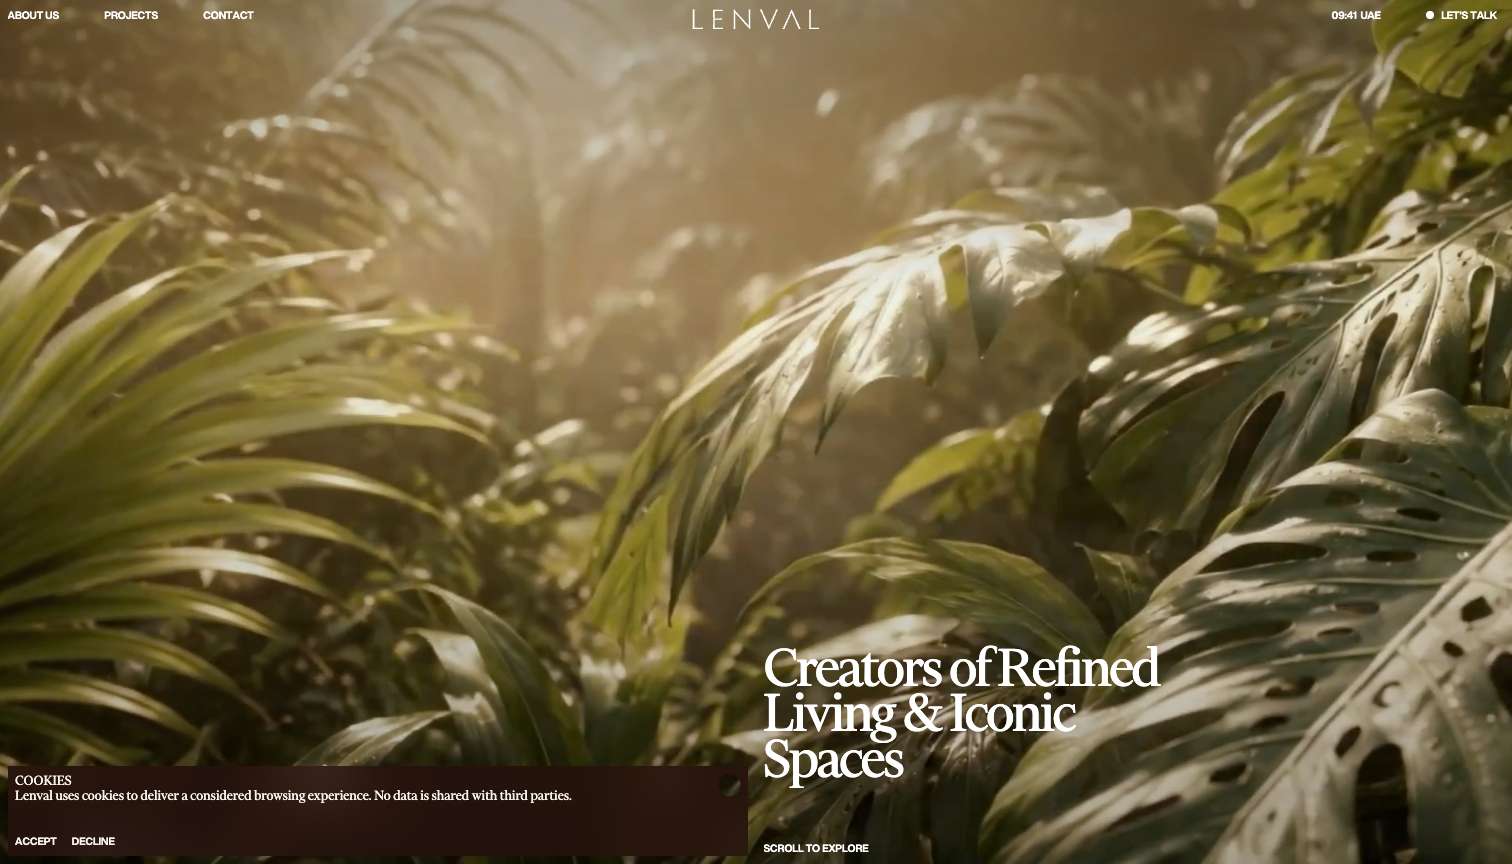 ABOUT US
PROJECTS
CONTACT
LENVAL
09:41 UAE
LET'S TALK
Creators of Refined
Living & Iconic
Spaces
COOKIES
Lenval uses cookies to deliver a considered browsing experience. No data is shared with third parties.
ACCEPT
DECLINE
SCROLL TO EXPLORE